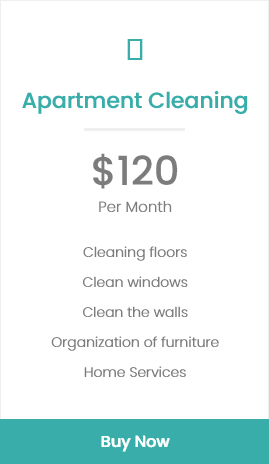 Apartment Cleaning
$120
Per Month
Cleaning floors
Clean windows
Clean the walls
Organization of furniture
Home Services
Buy Now